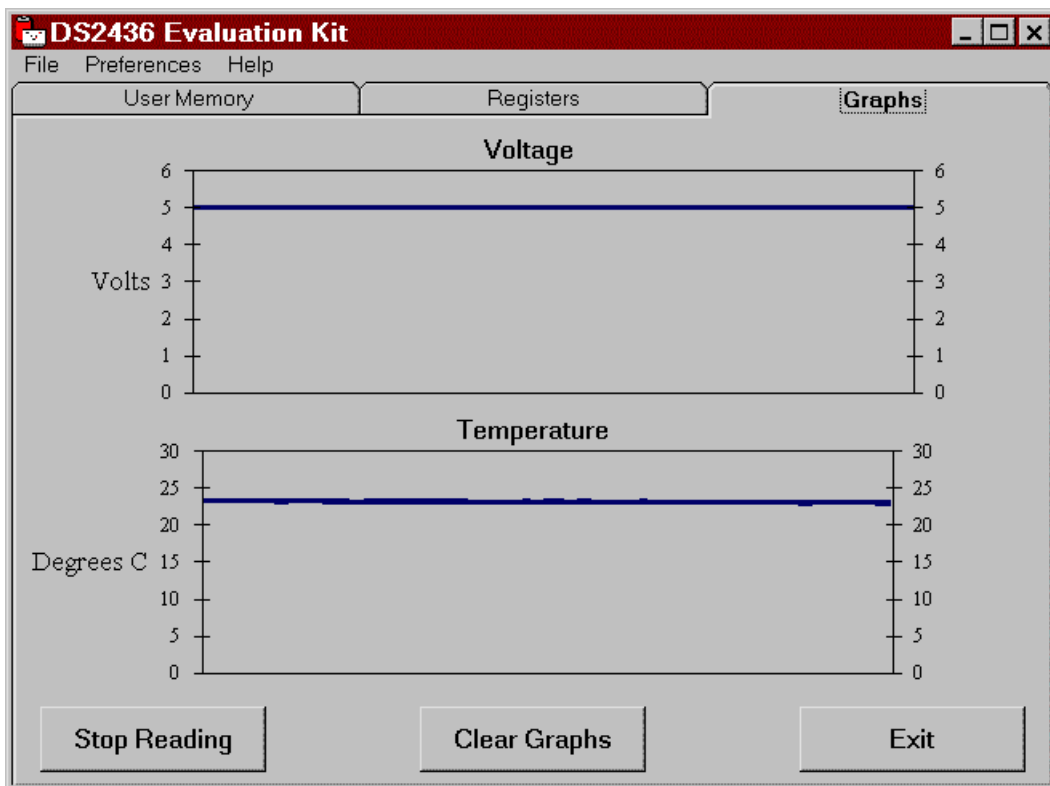 DS2436 Evaluation Kit
File Preferences Help
User Memory Registers Graphs
Voltage
6 6
5 5
4 4
Volts 3 3
2 2
1 1
0 0
Temperature
30 30
25 25
20 20
Degrees C 15 15
10 10
5 5
0 0
Stop Reading Clear Graphs Exit